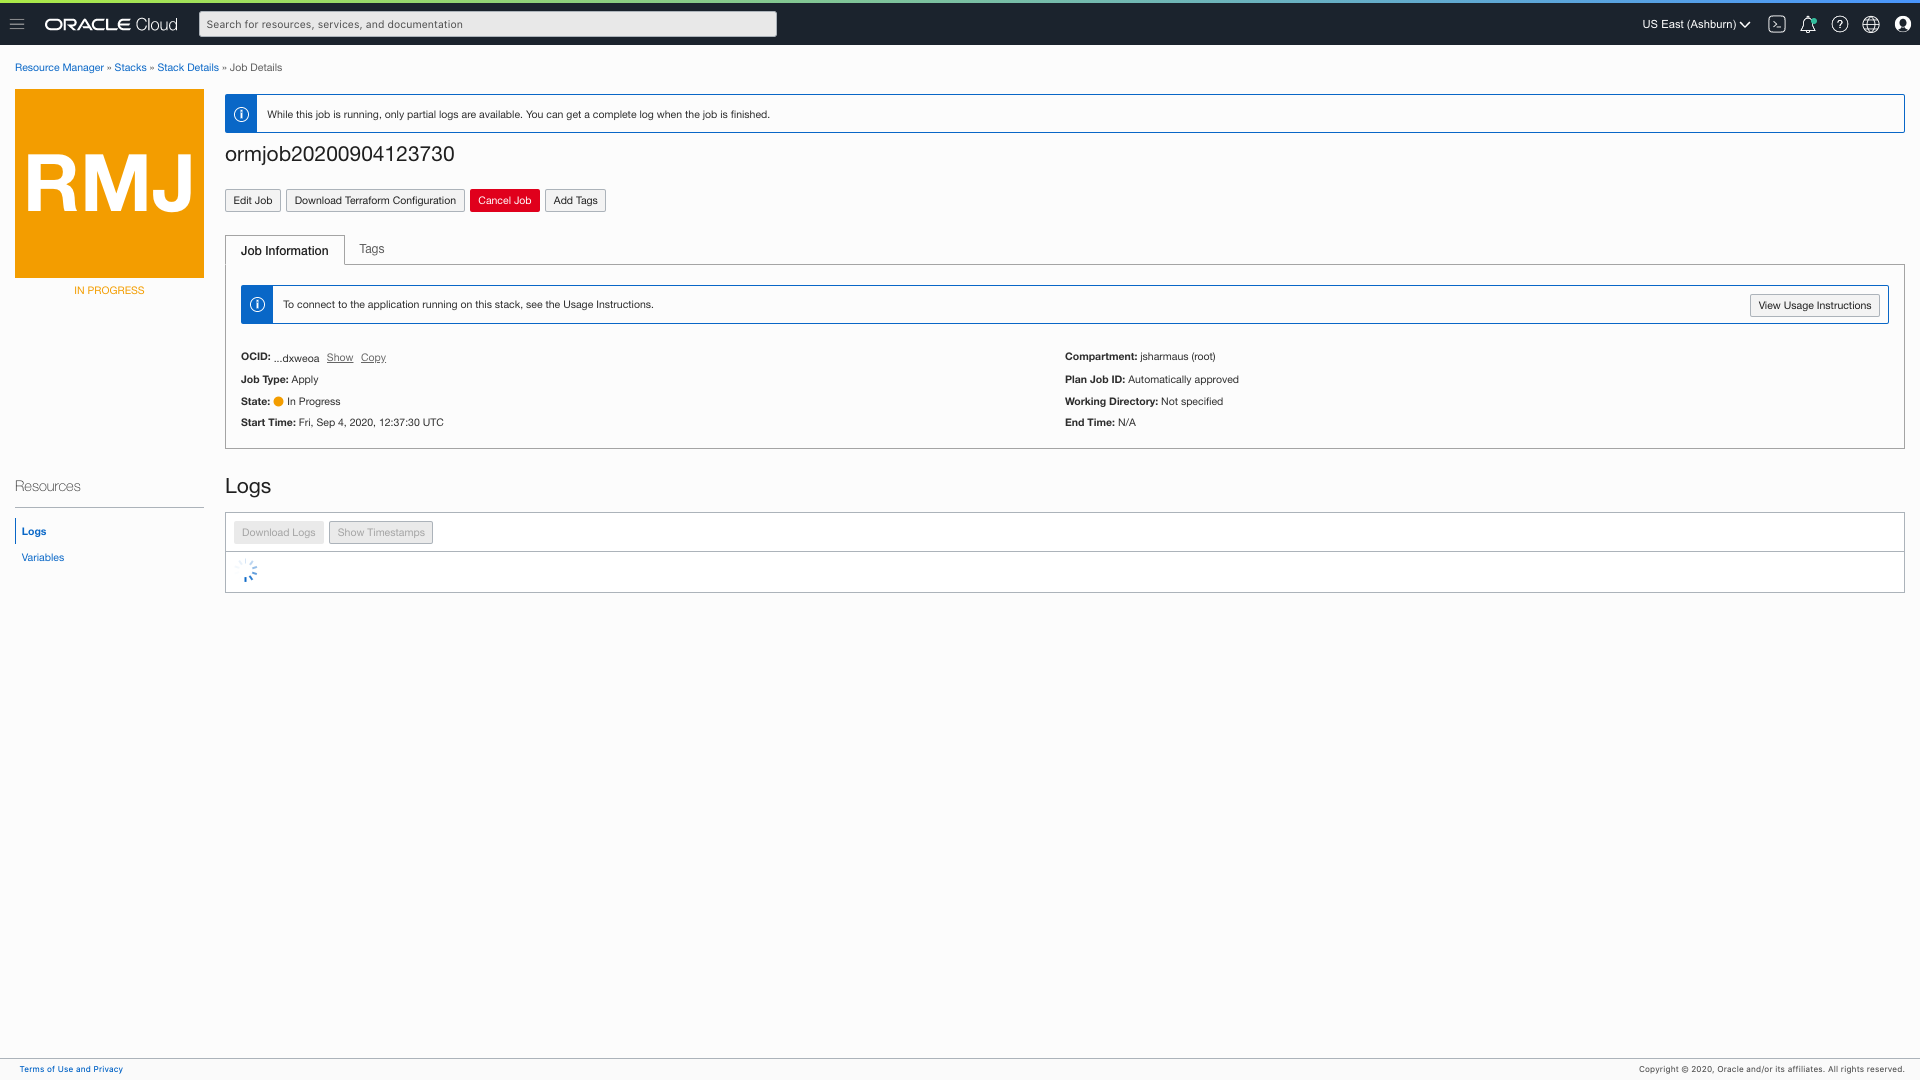 ORACLE Cloud
Search for resources, services, and documentation
US East (Ashburn)
Resource Manager » Stacks » Stack Details » Job Details
RMJ
IN PROGRESS
While this job is running, only partial logs are available. You can get a complete log when the job is finished.
ormjob20200904123730
Edit Job
Download Terraform Configuration
Cancel Job
Add Tags
Job Information
Tags
To connect to the application running on this stack, see the Usage Instructions.
View Usage Instructions
OCID: ...dxweoa Show Copy
Job Type: Apply
State: In Progress
Start Time: Fri, Sep 4, 2020, 12:37:30 UTC
Compartment: jsharmaus (root)
Plan Job ID: Automatically approved
Working Directory: Not specified
End Time: N/A
Resources
Logs
Variables
Logs
Download Logs
Show Timestamps
Terms of Use and Privacy
Copyright © 2020, Oracle and/or its affiliates. All rights reserved.